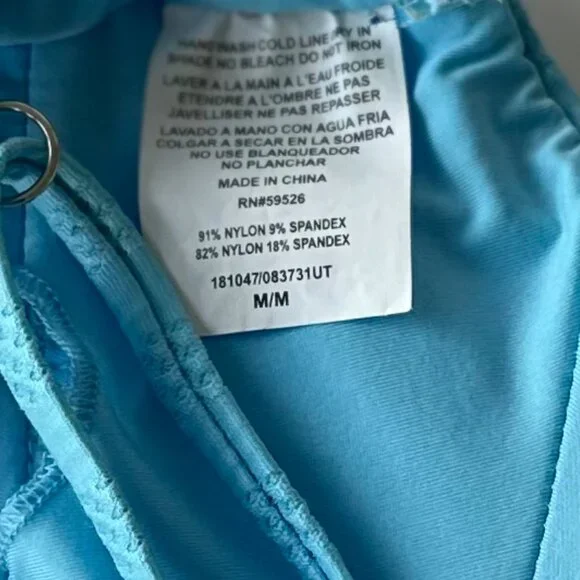 HAND WASH COLD LINE DRY IN
SHADE NO BLEACH DO NOT IRON
LAVER A LA MAIN A L'EAU FROIDE
ETENDRE A L'OMBRE NE PAS
JAVELLISER NE PAS REPASSER
LAVADO A MANO CON AGUA FRIA
COLGAR A SECAR EN LA SOMBRA
NO USE BLANQUEADOR
NO PLANCHAR
MADE IN CHINA
RN#59526
91% NYLON 9% SPANDEX
82% NYLON 18% SPANDEX
181047/083731UT
M/M